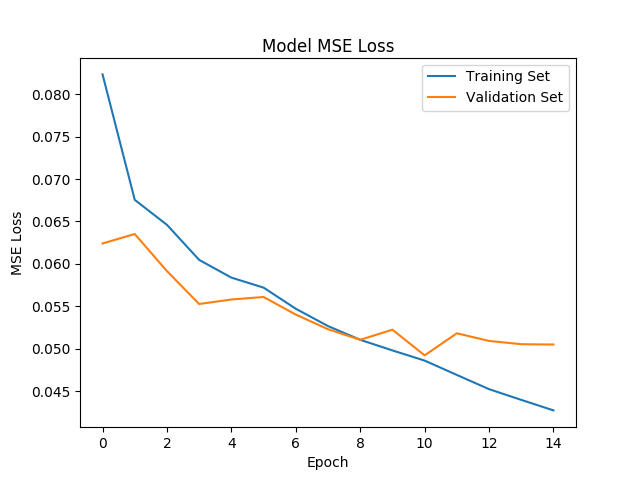 Model MSE Loss
Training Set
Validation Set
MSE Loss
0.080
0.075
0.070
0.065
0.060
0.055
0.050
0.045
0 2 4 6 8 10 12 14
Epoch